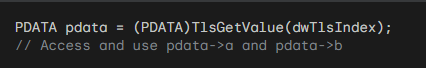 PDATA pdata = (PDATA)TlsGetValue(dwTlsIndex);
// Access and use pdata->a and pdata->b